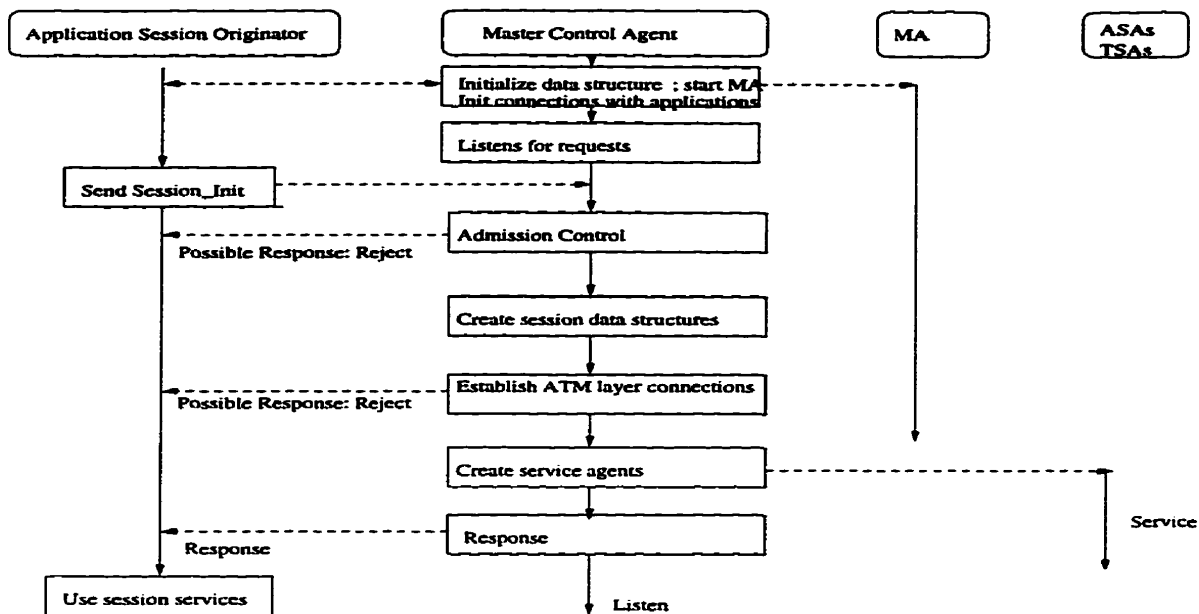 Application Session Originator
Master Control Agent
MA
ASAs
TSAs
Initialize data structure ; start MA
Init connections with applications
Listens for requests
Send Session_Init
Admission Control
Possible Response: Reject
Create session data structures
Establish ATM layer connections
Possible Response: Reject
Create service agents
Service
Response
Response
Use session services
Listen